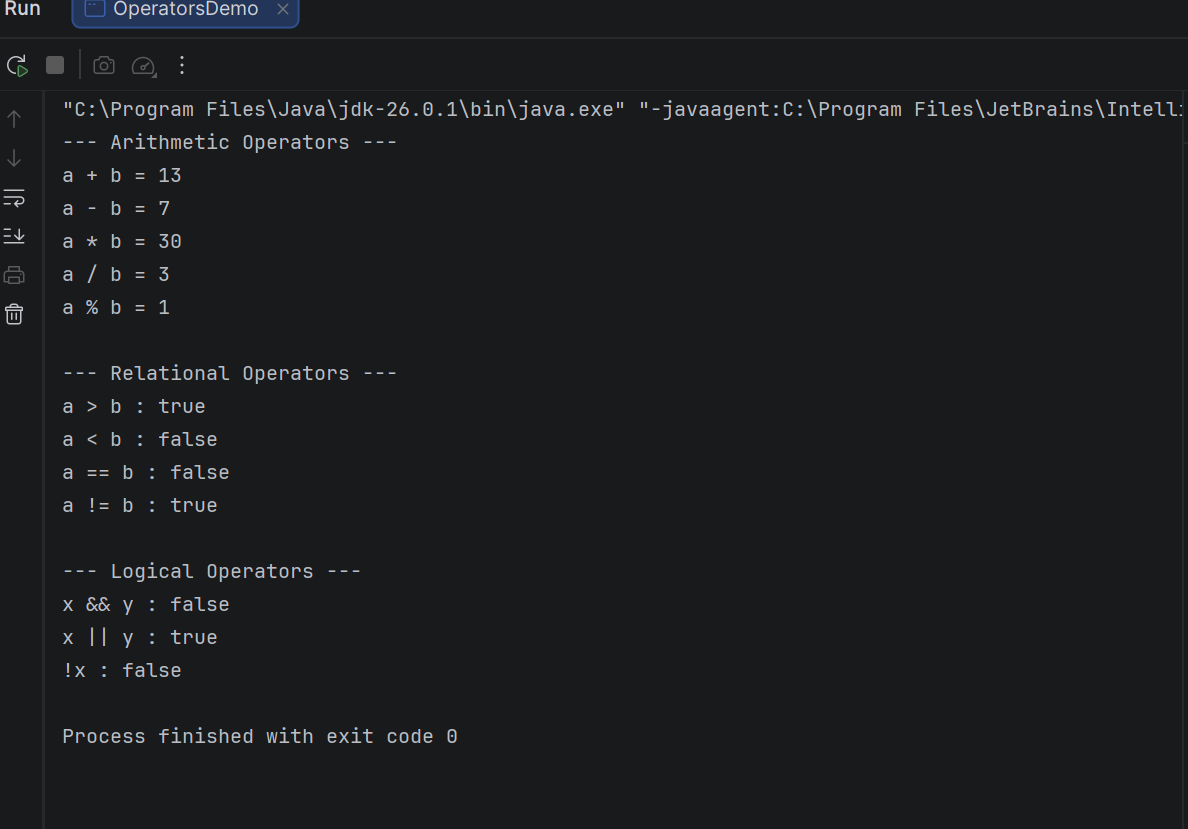 Run
OperatorsDemo
"C:\Program Files\Java\jdk-26.0.1\bin\java.exe" "-javaagent:C:\Program Files\JetBrains\Intelli
--- Arithmetic Operators ---
a + b = 13
a - b = 7
a * b = 30
a / b = 3
a % b = 1

--- Relational Operators ---
a > b : true
a < b : false
a == b : false
a != b : true

--- Logical Operators ---
x && y : false
x || y : true
!x : false

Process finished with exit code 0